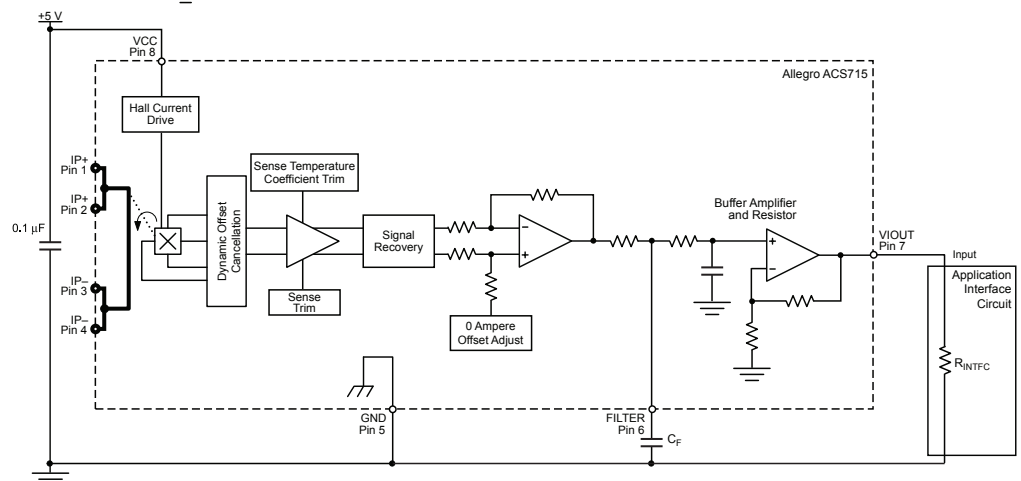 +5 V
VCC
Pin 8
Allegro ACS715
Hall Current
Drive
IP+
Pin 1
IP+
Pin 2
IP–
Pin 3
IP–
Pin 4
0.1 µF
Dynamic Offset
Cancellation
Sense Temperature
Coefficient Trim
Sense
Trim
Signal
Recovery
0 Ampere
Offset Adjust
Buffer Amplifier
and Resistor
VIOUT
Pin 7
Input
Application
Interface
Circuit
RINTFC
GND
Pin 5
FILTER
Pin 6
CF